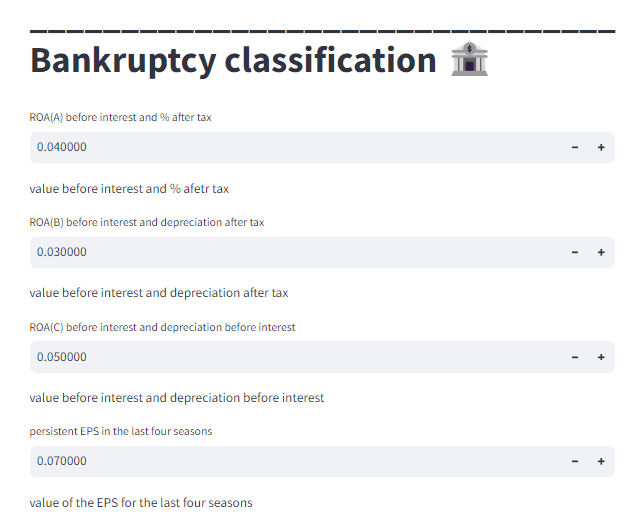 Bankruptcy classification
ROA(A) before interest and % after tax
0.040000
value before interest and % afetr tax
ROA(B) before interest and depreciation after tax
0.030000
value before interest and depreciation after tax
ROA(C) before interest and depreciation before interest
0.050000
value before interest and depreciation before interest
persistent EPS in the last four seasons
0.070000
value of the EPS for the last four seasons